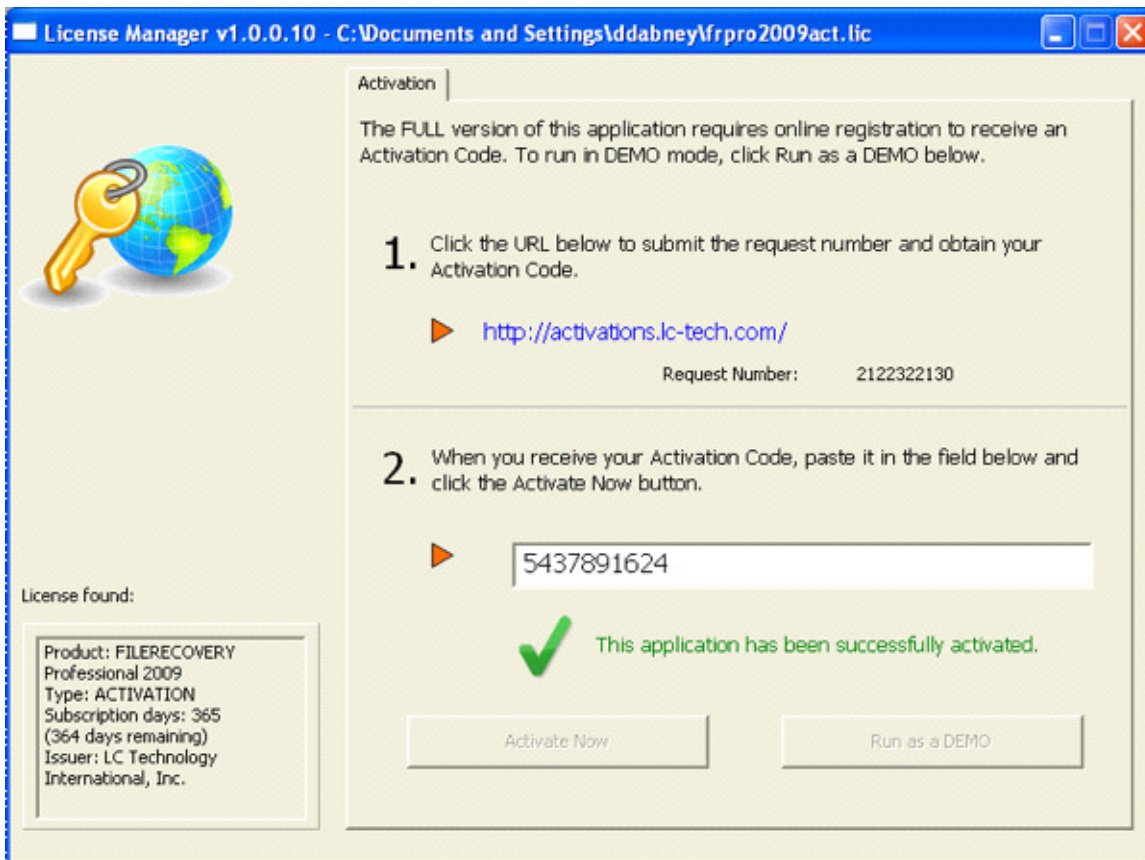 License Manager v1.0.0.10 - C:\Documents and Settings\ddabney\frpro2009act.lic
Activation
The FULL version of this application requires online registration to receive an
Activation Code. To run in DEMO mode, click Run as a DEMO below.
1. Click the URL below to submit the request number and obtain your
Activation Code.
http://activations.lc-tech.com/
Request Number: 2122322130
2. When you receive your Activation Code, paste it in the field below and
click the Activate Now button.
5437891624
This application has been successfully activated.
Activate Now
Run as a DEMO
License found:
Product: FILERECOVERY
Professional 2009
Type: ACTIVATION
Subscription days: 365
(364 days remaining)
Issuer: LC Technology
International, Inc.